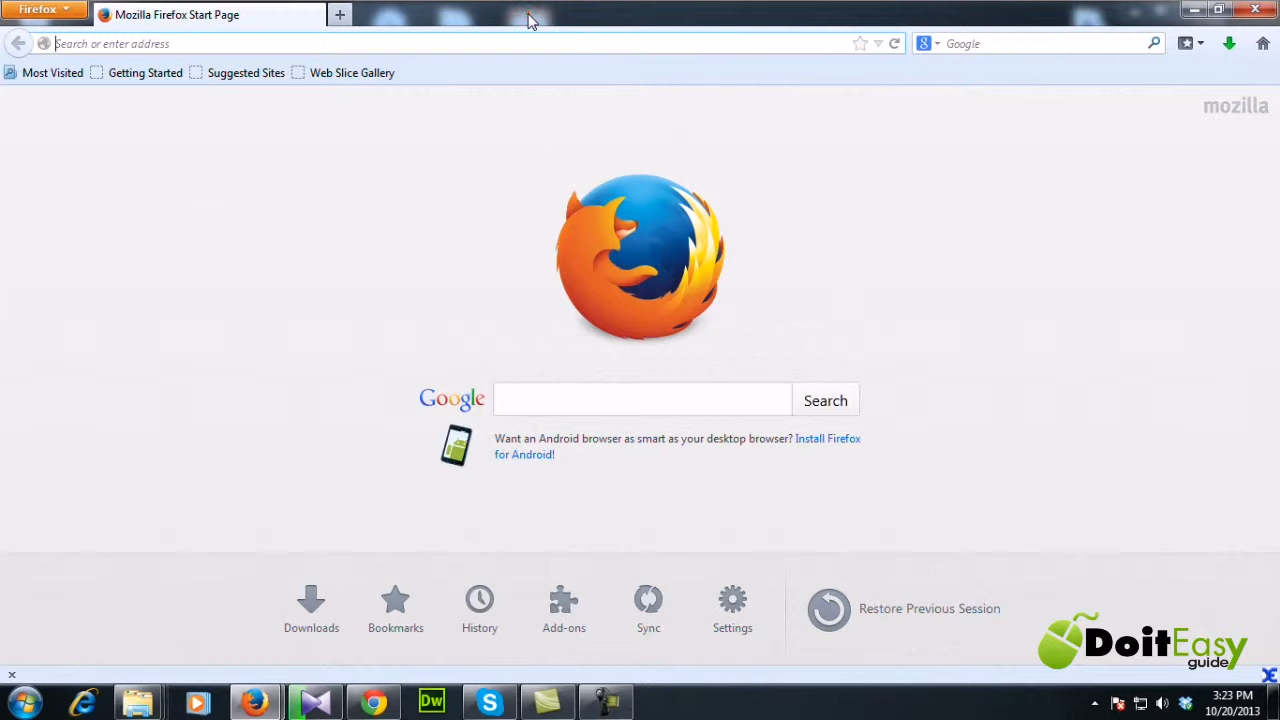 Firefox
Mozilla Firefox Start Page
Search or enter address
Google
Most Visited
Getting Started
Suggested Sites
Web Slice Gallery
mozilla
Google
Search
Want an Android browser as smart as your desktop browser? Install Firefox
for Android!
Downloads
Bookmarks
History
Add-ons
Sync
Settings
Restore Previous Session
DoitEasy
guide
Dw
3:23 PM
10/20/2013